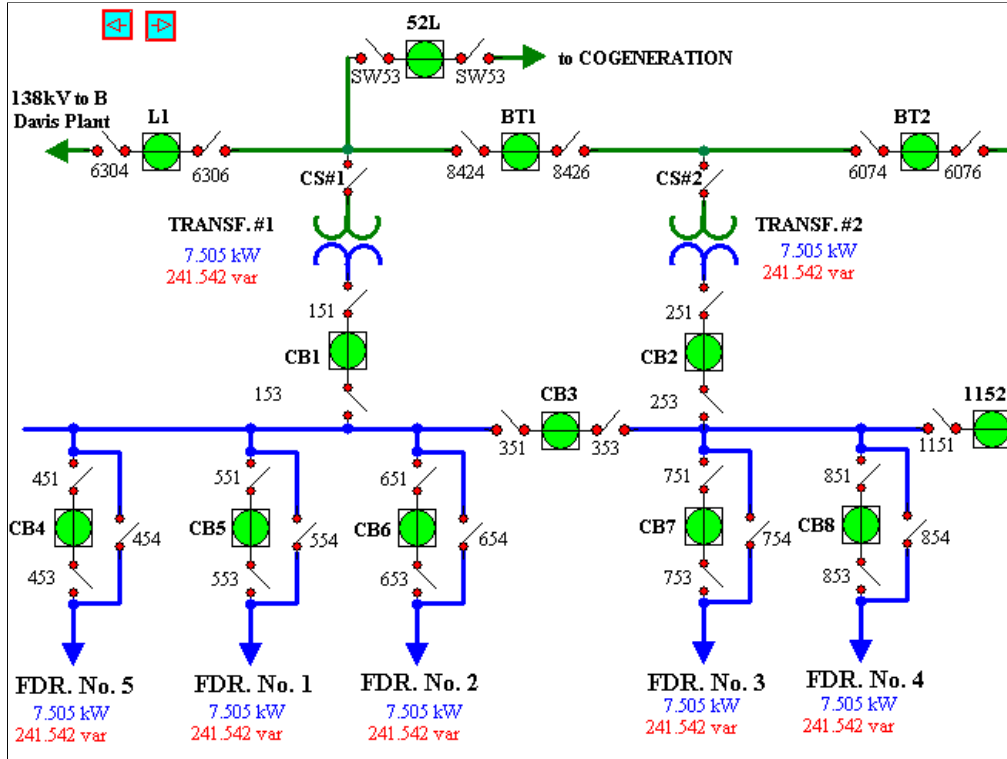 52L
SW53
SW53
to COGENERATION
138kV to B
Davis Plant
L1
BT1
BT2
6304
6306
8424
8426
6074
6076
CS#1
CS#2
TRANSF. #1
7.505 kW
241.542 var
TRANSF. #2
7.505 kW
241.542 var
151
251
CB1
CB2
153
253
CB3
1152
351
353
1151
451
551
651
751
851
CB4
454
CB5
554
CB6
654
CB7
754
CB8
854
453
553
653
753
853
FDR. No. 5
7.505 kW
241.542 var
FDR. No. 1
7.505 kW
241.542 var
FDR. No. 2
7.505 kW
241.542 var
FDR. No. 3
7.505 kW
241.542 var
FDR. No. 4
7.505 kW
241.542 var